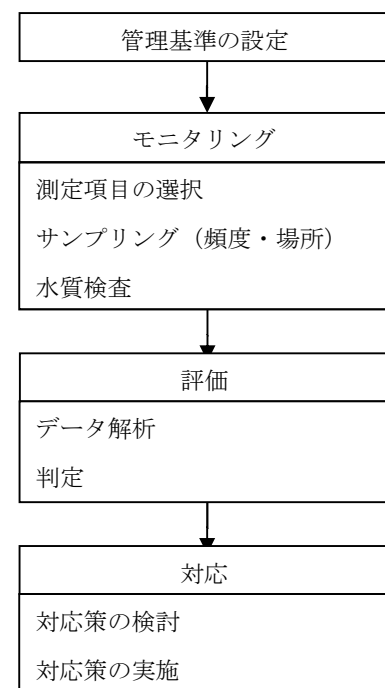 管理基準の設定
モニタリング
測定項目の選択
サンプリング（頻度・場所）
水質検査
評価
データ解析
判定
対応
対応策の検討
対応策の実施